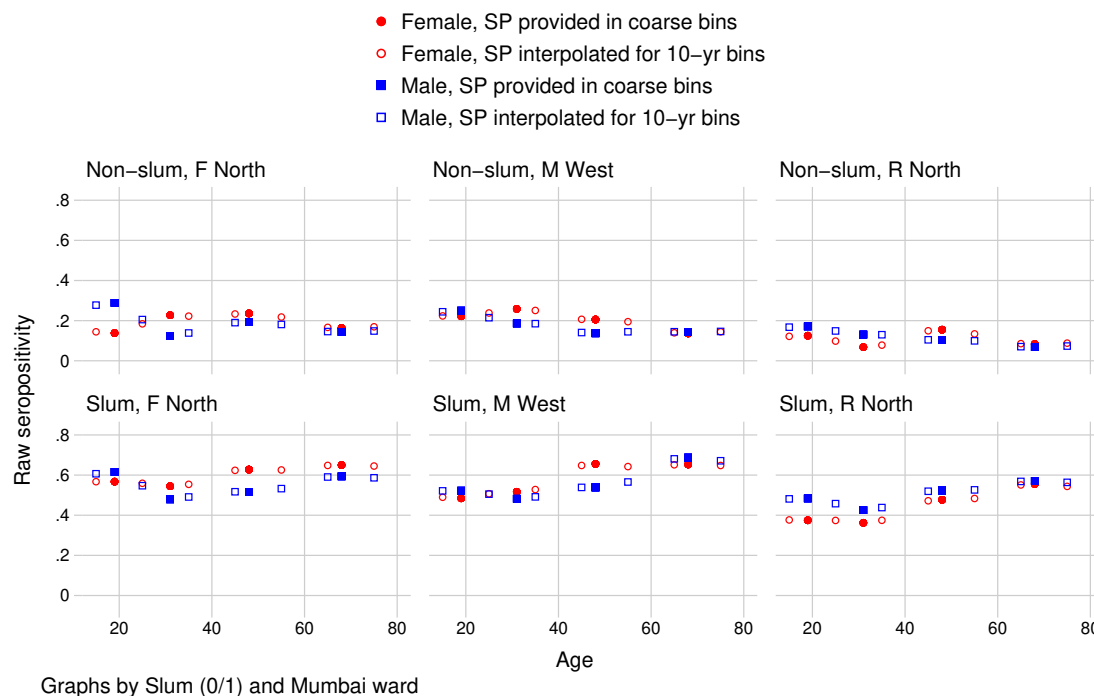 Female, SP provided in coarse bins
Female, SP interpolated for 10−yr bins
Male, SP provided in coarse bins
Male, SP interpolated for 10−yr bins
Non−slum, F North
Non−slum, M West
Non−slum, R North
.8
.6
.4
.2
0
Slum, F North
Slum, M West
Slum, R North
.8
.6
.4
.2
0
Raw seropositivity
20 40 60 80
20 40 60 80
20 40 60 80
Age
Graphs by Slum (0/1) and Mumbai ward